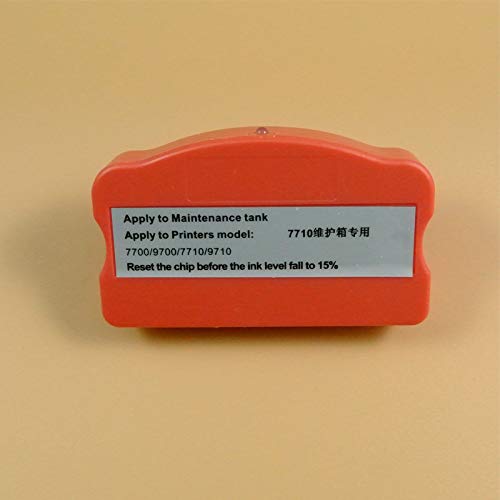 Apply to Maintenance tank
Apply to Printers model: 7710维护箱专用
7700/9700/7710/9710
Reset the chip before the ink level fall to 15%